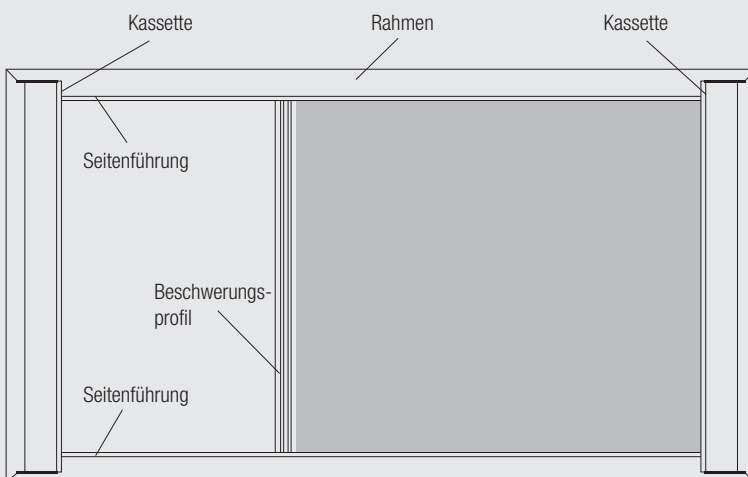 Kassette
Rahmen
Kassette
Seitenführung
Beschwerungs-
profil
Seitenführung